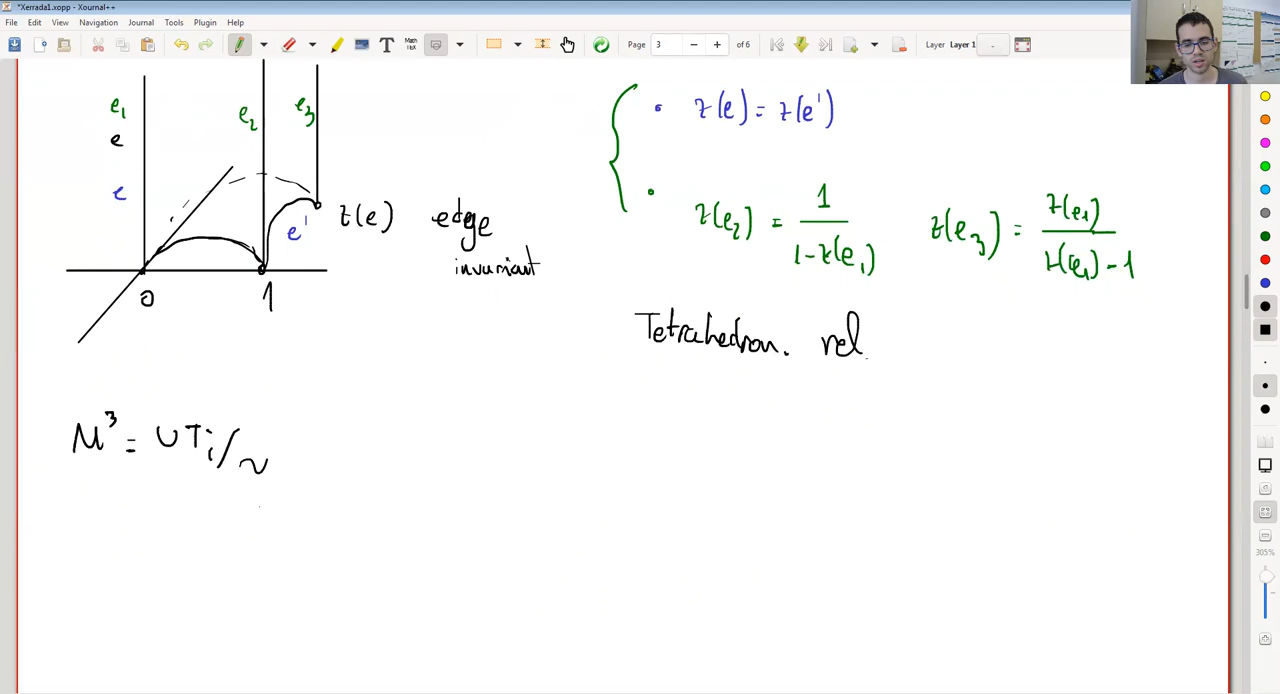 *Xerrada1.xopp - Xournal++
File Edit View Navigation Journal Tools Plugin Help
Page 3 of 6 Layer Layer 1
e₁ e₂ e₃
e
e
e'
z(e) edge
invariant
0 1
z(e) = z(e')
z(e₂) = 1 / (1 - z(e₁)) z(e₃) = z(e₁) / (z(e₁) - 1)
Tetrahedron. rel.
M³ = ∪ Tᵢ / ~
305%